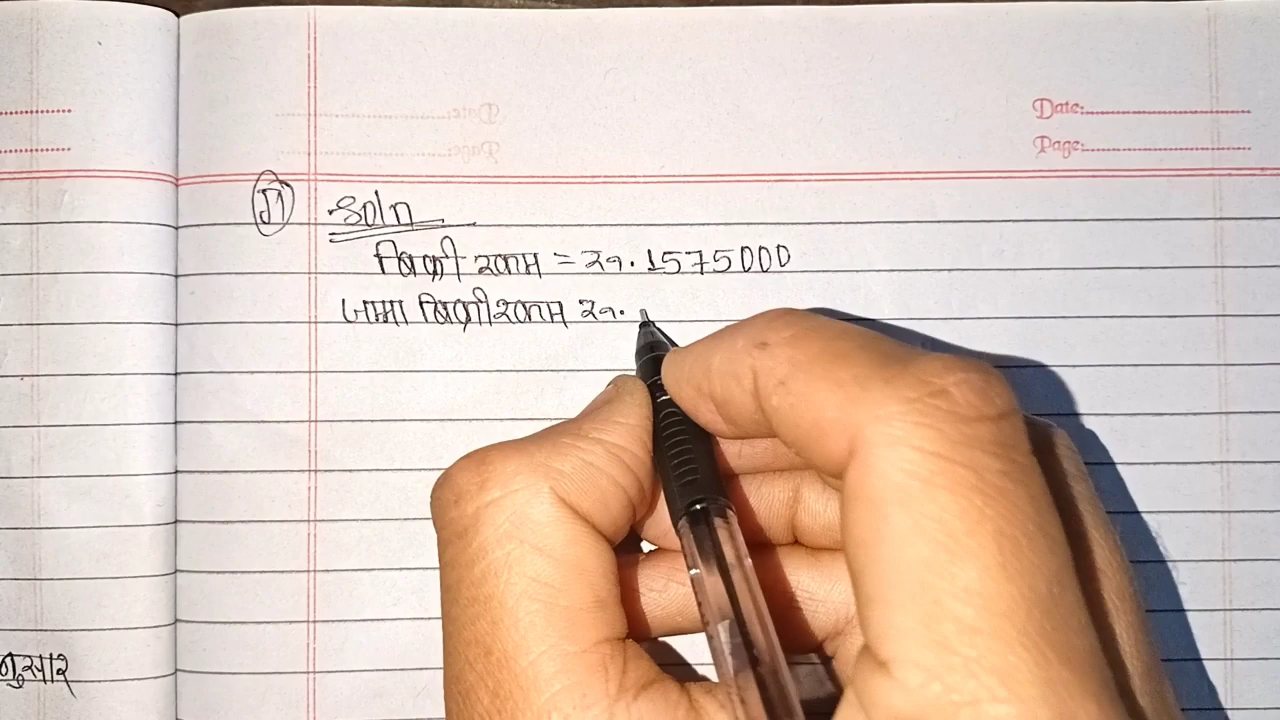 Date:
Page:
ग) Soln
बिक्री रकम = रू. 1575000
जम्मा बिक्री रकम रू.
नुसार